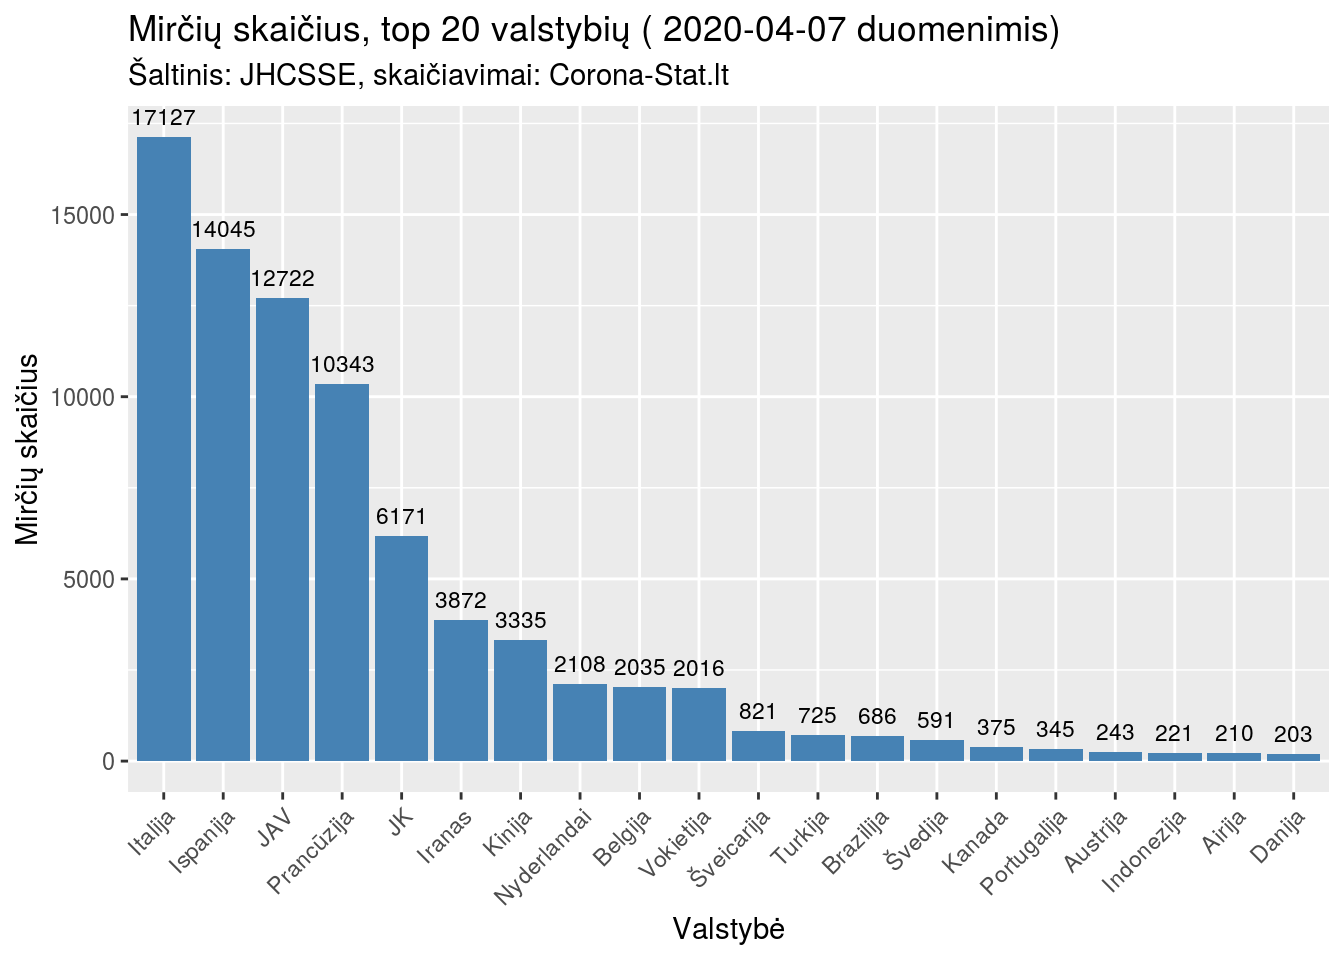 Mirčių skaičius, top 20 valstybių ( 2020-04-07 duomenimis)
Šaltinis: JHCSSE, skaičiavimai: Corona-Stat.lt
Mirčių skaičius
15000
10000
5000
0
17127
14045
12722
10343
6171
3872
3335
2108
2035
2016
821
725
686
591
375
345
243
221
210
203
Italija
Ispanija
JAV
Prancūzija
JK
Iranas
Kinija
Nyderlandai
Belgija
Vokietija
Šveicarija
Turkija
Brazilija
Švedija
Kanada
Portugalija
Austrija
Indonezija
Airija
Danija
Valstybė